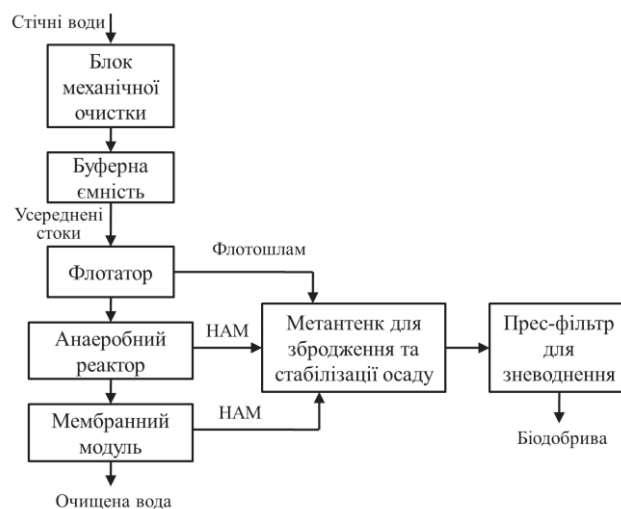 Стічні води
Блок
механічної
очистки
Буферна
ємність
Усереднені
стоки
Флотатор
Флотошлам
Анаеробний
реактор
НАМ
Метантенк для
збродження та
стабілізації осаду
Прес-фільтр
для
зневоднення
Мембранний
модуль
НАМ
Біодобрива
Очищена вода